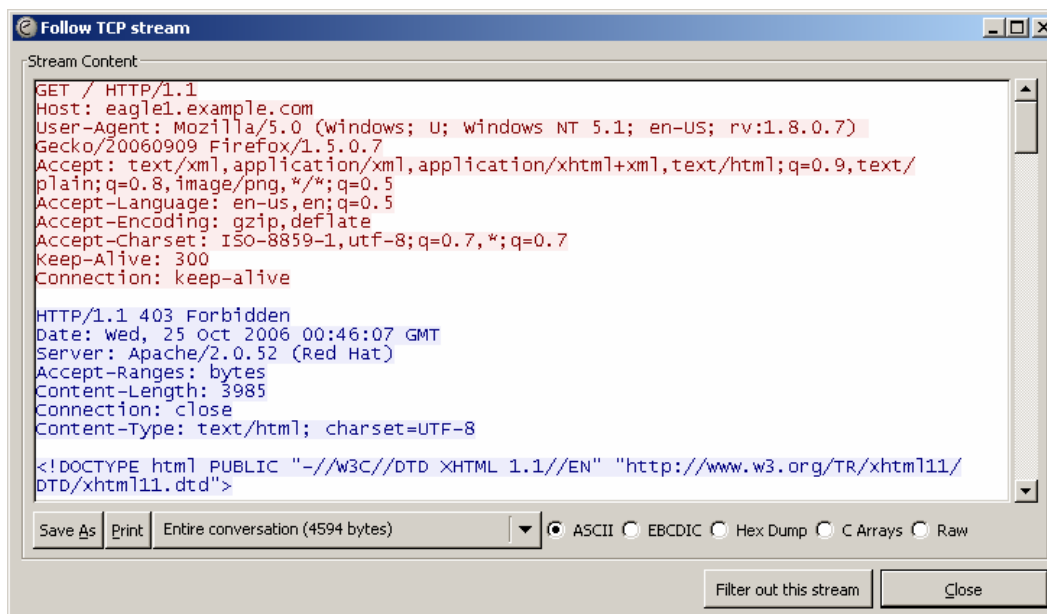 Follow TCP stream
Stream Content
GET / HTTP/1.1
Host: eagle1.example.com
User-Agent: Mozilla/5.0 (Windows; U; Windows NT 5.1; en-US; rv:1.8.0.7)
Gecko/20060909 Firefox/1.5.0.7
Accept: text/xml,application/xml,application/xhtml+xml,text/html;q=0.9,text/
plain;q=0.8,image/png,*/*;q=0.5
Accept-Language: en-us,en;q=0.5
Accept-Encoding: gzip,deflate
Accept-Charset: ISO-8859-1,utf-8;q=0.7,*;q=0.7
Keep-Alive: 300
Connection: keep-alive
HTTP/1.1 403 Forbidden
Date: Wed, 25 Oct 2006 00:46:07 GMT
Server: Apache/2.0.52 (Red Hat)
Accept-Ranges: bytes
Content-Length: 3985
Connection: close
Content-Type: text/html; charset=UTF-8
<!DOCTYPE html PUBLIC "-//W3C//DTD XHTML 1.1//EN" "http://www.w3.org/TR/xhtml11/
DTD/xhtml11.dtd">
Save As Print Entire conversation (4594 bytes) ASCII EBCDIC Hex Dump C Arrays Raw
Filter out this stream Close